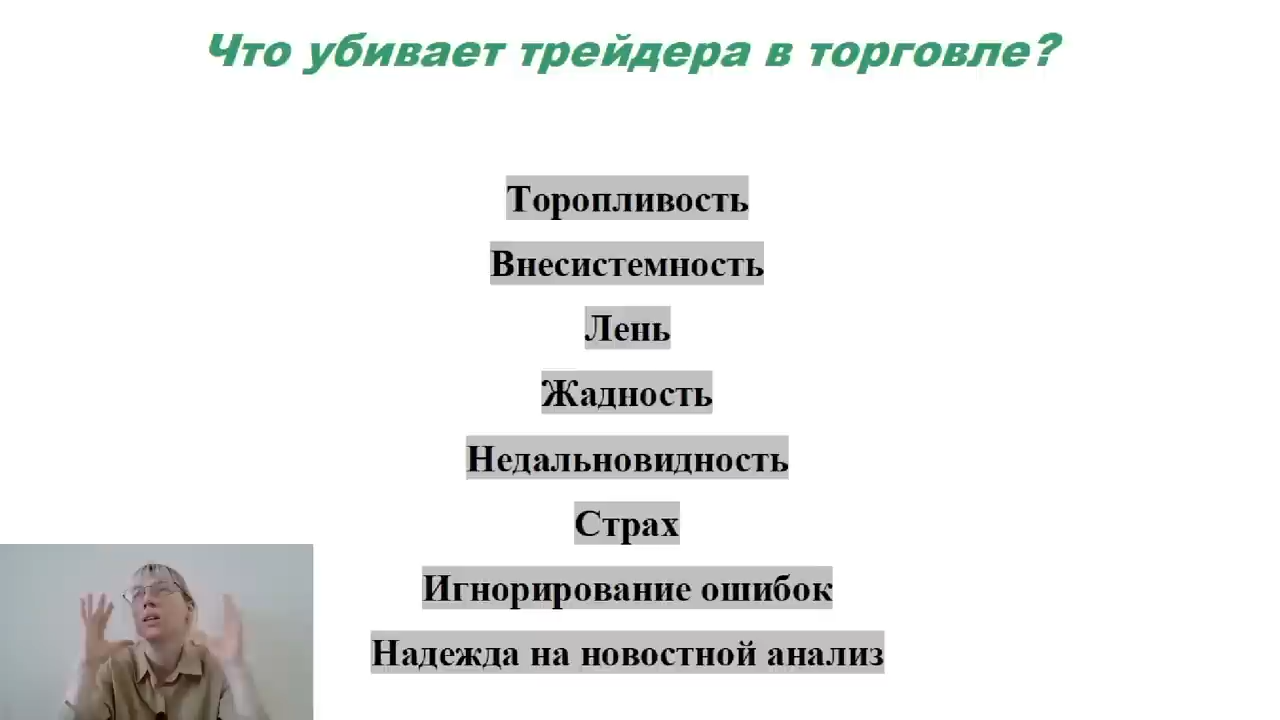 Что убивает трейдера в торговле?
Торопливость
Внесистемность
Лень
Жадность
Недальновидность
Страх
Игнорирование ошибок
Надежда на новостной анализ